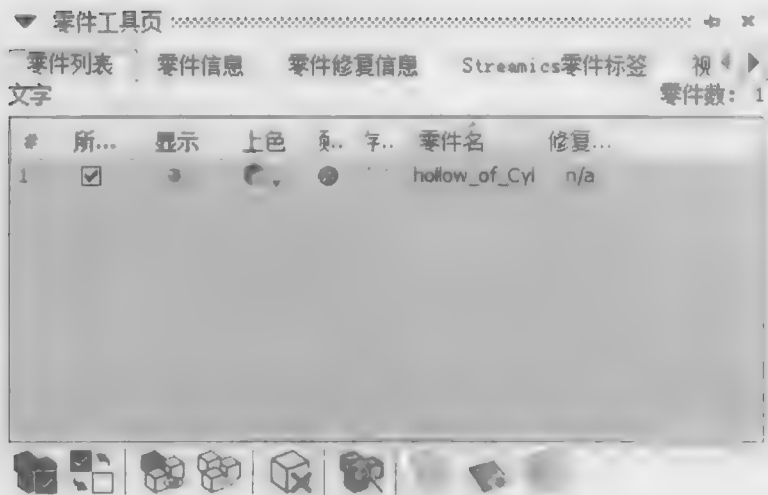 零件工具页
零件列表 零件信息 零件修复信息 Streamics零件标签 视
文字 零件数: 1
# 所... 显示 上色 零件名 修复...
1 hollow_of_Cyl n/a